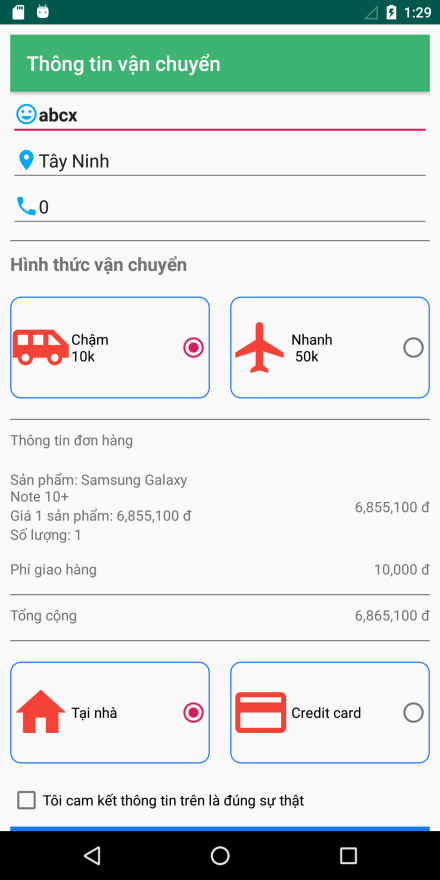 1:29
Thông tin vận chuyển
abcx
Tây Ninh
0
Hình thức vận chuyển
Chậm
10k
Nhanh
50k
Thông tin đơn hàng
Sản phẩm: Samsung Galaxy
Note 10+
Giá 1 sản phẩm: 6,855,100 đ
Số lượng: 1
6,855,100 đ
Phí giao hàng 10,000 đ
Tổng cộng 6,865,100 đ
Tại nhà
Credit card
Tôi cam kết thông tin trên là đúng sự thật